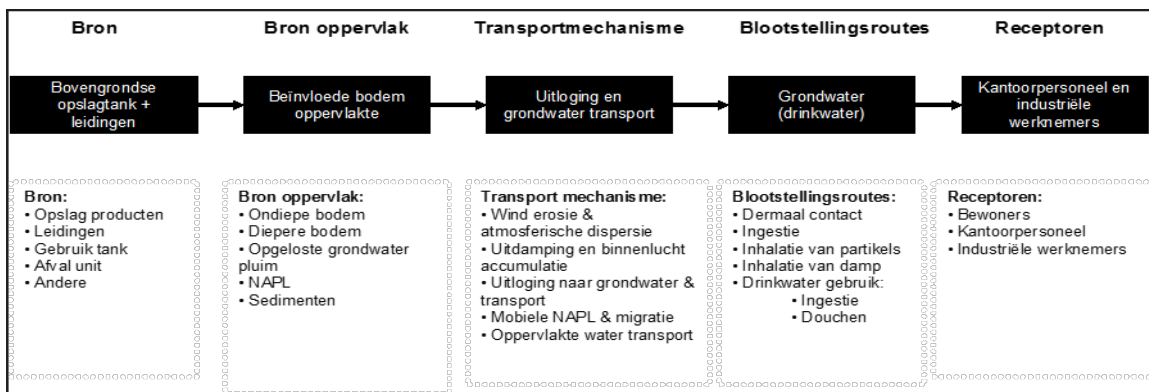 Bron
Bron oppervlak
Transportmechanisme
Blootstellingsroutes
Receptoren
Bovengrondse
opslagtank +
leidingen
Beïnvloede bodem
oppervlakte
Uitloging en
grondwater transport
Grondwater
(drinkwater)
Kantoorpersoneel en
industriële
werknemers
Bron:
• Opslag producten
• Leidingen
• Gebruik tank
• Afval unit
• Andere
Bron oppervlak:
• Ondiepe bodem
• Diepere bodem
• Opgeloste grondwater
pluim
• NAPL
• Sedimenten
Transport mechanisme:
• Wind erosie &
atmosferische dispersie
• Uitdamping en binnenlucht
accumulatie
• Uitloging naar grondwater &
transport
• Mobiele NAPL & migratie
• Oppervlakte water transport
Blootstellingsroutes:
• Dermaal contact
• Ingestie
• Inhalatie van partikels
• Inhalatie van damp
• Drinkwater gebruik:
• Ingestie
• Douchen
Receptoren:
• Bewoners
• Kantoorpersoneel
• Industriële werknemers